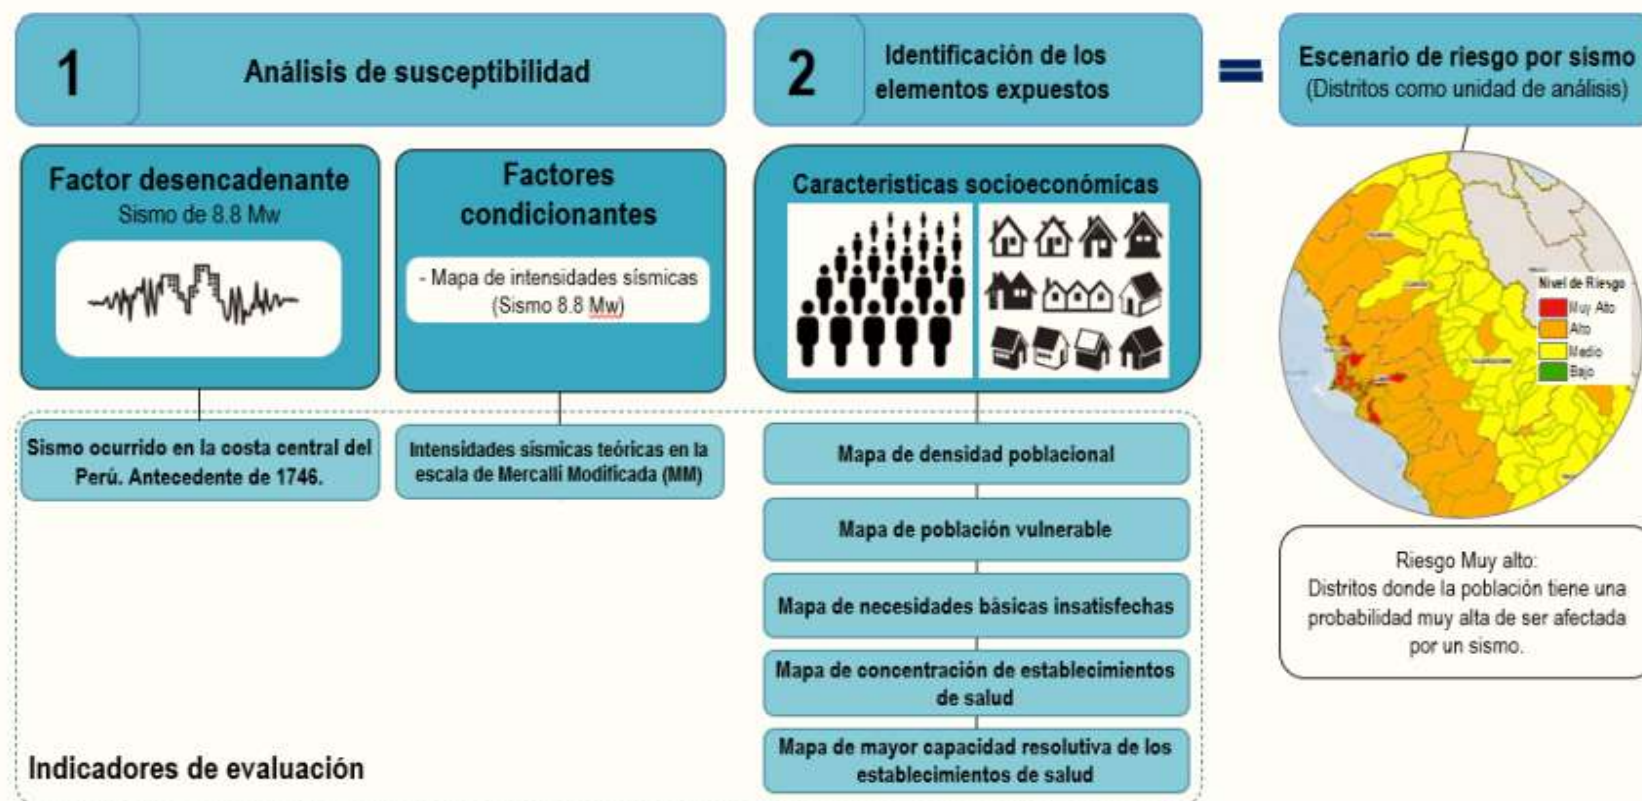 1
Análisis de susceptibilidad
2
Identificación de los
elementos expuestos
=
Escenario de riesgo por sismo
(Distritos como unidad de análisis)
Factor desencadenante
Sismo de 8.8 Mw
Factores
condicionantes
- Mapa de intensidades sísmicas
(Sismo 8.8 Mw)
Caracteristicas socioeconómicas
Nivel de Riesgo
Muy Alto
Alto
Medio
Bajo
Sismo ocurrido en la costa central del
Perú. Antecedente de 1746.
Intensidades sísmicas teóricas en la
escala de Mercalli Modificada (MM)
Mapa de densidad poblacional
Mapa de población vulnerable
Mapa de necesidades básicas insatisfechas
Mapa de concentración de establecimientos
de salud
Mapa de mayor capacidad resolutiva de los
establecimientos de salud
Riesgo Muy alto:
Distritos donde la población tiene una
probabilidad muy alta de ser afectada
por un sismo.
Indicadores de evaluación